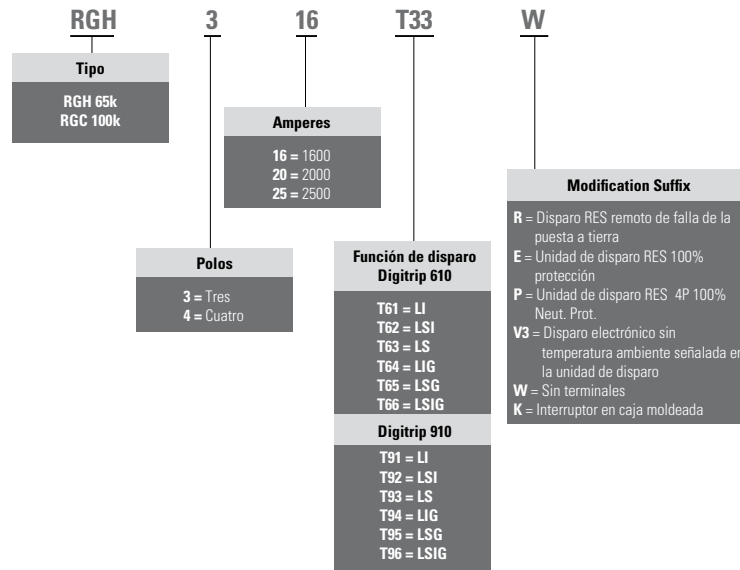 RGH 3 16 T33 W
Tipo
RGH 65k
RGC 100k
Amperes
16 = 1600
20 = 2000
25 = 2500
Polos
3 = Tres
4 = Cuatro
Función de disparo
Digitrip 610
T61 = LI
T62 = LSI
T63 = LS
T64 = LIG
T65 = LSG
T66 = LSIG
Digitrip 910
T91 = LI
T92 = LSI
T93 = LS
T94 = LIG
T95 = LSG
T96 = LSIG
Modification Suffix
R = Disparo RES remoto de falla de la
puesta a tierra
E = Unidad de disparo RES 100%
protección
P = Unidad de disparo RES 4P 100%
Neut. Prot.
V3 = Disparo electrónico sin
temperatura ambiente señalada en
la unidad de disparo
W = Sin terminales
K = Interruptor en caja moldeada